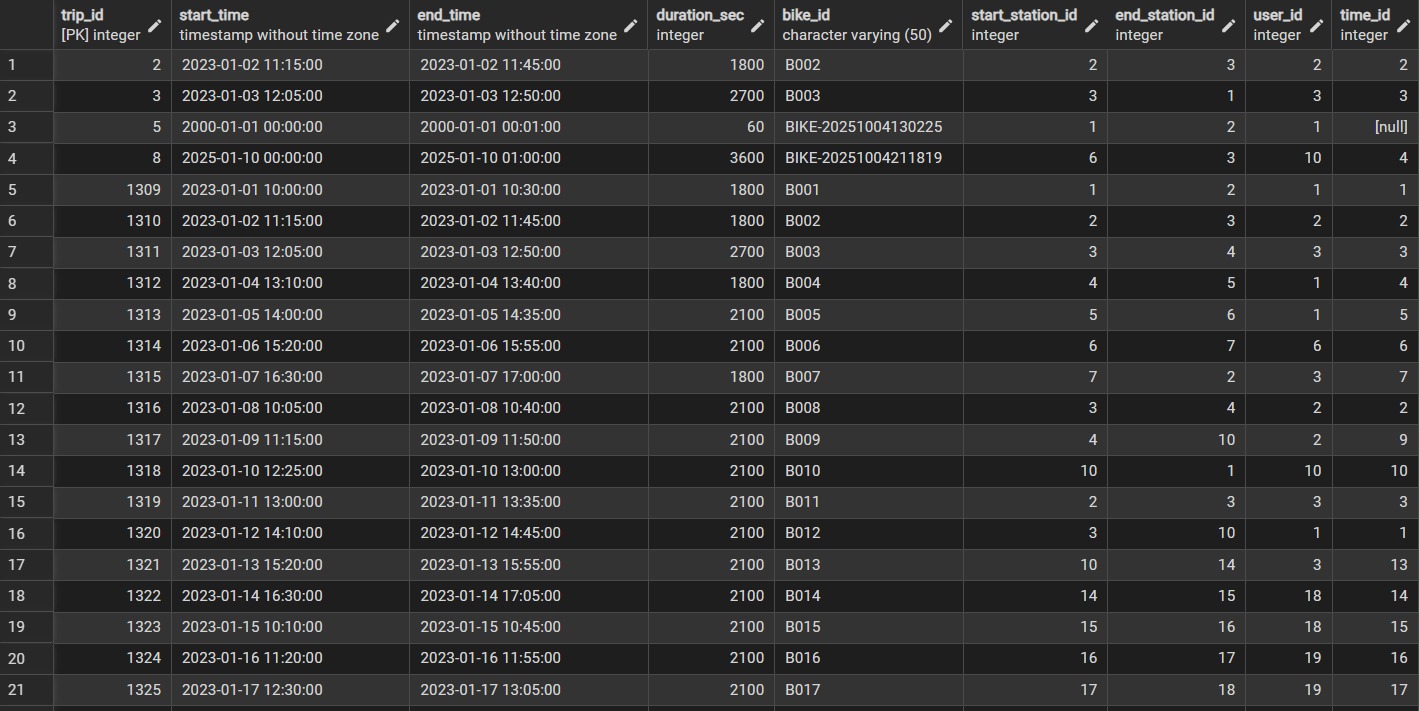 trip_id start_time end_time duration_sec bike_id start_station_id end_station_id user_id time_id
[PK] integer timestamp without time zone timestamp without time zone integer character varying (50) integer integer integer integer
1 2 2023-01-02 11:15:00 2023-01-02 11:45:00 1800 B002 2 3 2 2
2 3 2023-01-03 12:05:00 2023-01-03 12:50:00 2700 B003 3 1 3 3
3 5 2000-01-01 00:00:00 2000-01-01 00:01:00 60 BIKE-20251004130225 1 2 1 [null]
4 8 2025-01-10 00:00:00 2025-01-10 01:00:00 3600 BIKE-20251004211819 6 3 10 4
5 1309 2023-01-01 10:00:00 2023-01-01 10:30:00 1800 B001 1 2 1 1
6 1310 2023-01-02 11:15:00 2023-01-02 11:45:00 1800 B002 2 3 2 2
7 1311 2023-01-03 12:05:00 2023-01-03 12:50:00 2700 B003 3 4 3 3
8 1312 2023-01-04 13:10:00 2023-01-04 13:40:00 1800 B004 4 5 1 4
9 1313 2023-01-05 14:00:00 2023-01-05 14:35:00 2100 B005 5 6 1 5
10 1314 2023-01-06 15:20:00 2023-01-06 15:55:00 2100 B006 6 7 6 6
11 1315 2023-01-07 16:30:00 2023-01-07 17:00:00 1800 B007 7 2 3 7
12 1316 2023-01-08 10:05:00 2023-01-08 10:40:00 2100 B008 3 4 2 2
13 1317 2023-01-09 11:15:00 2023-01-09 11:50:00 2100 B009 4 10 2 9
14 1318 2023-01-10 12:25:00 2023-01-10 13:00:00 2100 B010 10 1 10 10
15 1319 2023-01-11 13:00:00 2023-01-11 13:35:00 2100 B011 2 3 3 3
16 1320 2023-01-12 14:10:00 2023-01-12 14:45:00 2100 B012 3 10 1 1
17 1321 2023-01-13 15:20:00 2023-01-13 15:55:00 2100 B013 10 14 3 13
18 1322 2023-01-14 16:30:00 2023-01-14 17:05:00 2100 B014 14 15 18 14
19 1323 2023-01-15 10:10:00 2023-01-15 10:45:00 2100 B015 15 16 18 15
20 1324 2023-01-16 11:20:00 2023-01-16 11:55:00 2100 B016 16 17 19 16
21 1325 2023-01-17 12:30:00 2023-01-17 13:05:00 2100 B017 17 18 19 17